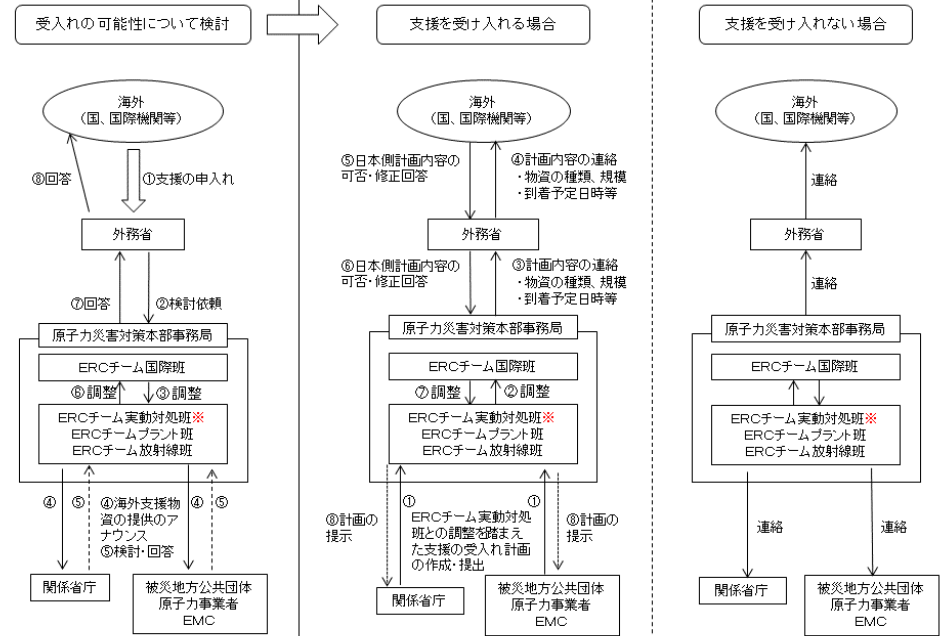 受入れの可能性について検討
海外
（国、国際機関等）
⑧回答
①支援の申入れ
外務省
⑦回答
②検討依頼
原子力災害対策本部事務局
ERCチーム国際班
⑥調整
③調整
ERCチーム実動対処班※
ERCチームプラント班
ERCチーム放射線班
④
⑤
④海外支援物
資の提供のア
ナウンス
⑤検討・回答
④
⑤
関係省庁
被災地方公共団体
原子力事業者
EMC
支援を受け入れる場合
海外
（国、国際機関等）
⑤日本側計画内容の
可否・修正回答
④計画内容の連絡
・物資の種類、規模
・到着予定日時等
外務省
⑥日本側計画内容の
可否・修正回答
③計画内容の連絡
・物資の種類、規模
・到着予定日時等
原子力災害対策本部事務局
ERCチーム国際班
⑦調整
②調整
ERCチーム実動対処班※
ERCチームプラント班
ERCチーム放射線班
⑧計画の
提示
①
①
ERCチーム実動対処
班との調整を踏まえ
た支援の受入れ計画
の作成・提出
⑧計画の
提示
関係省庁
被災地方公共団体
原子力事業者
EMC
支援を受け入れない場合
海外
（国、国際機関等）
連絡
外務省
連絡
原子力災害対策本部事務局
ERCチーム国際班
ERCチーム実動対処班※
ERCチームプラント班
ERCチーム放射線班
連絡
連絡
関係省庁
被災地方公共団体
原子力事業者
EMC